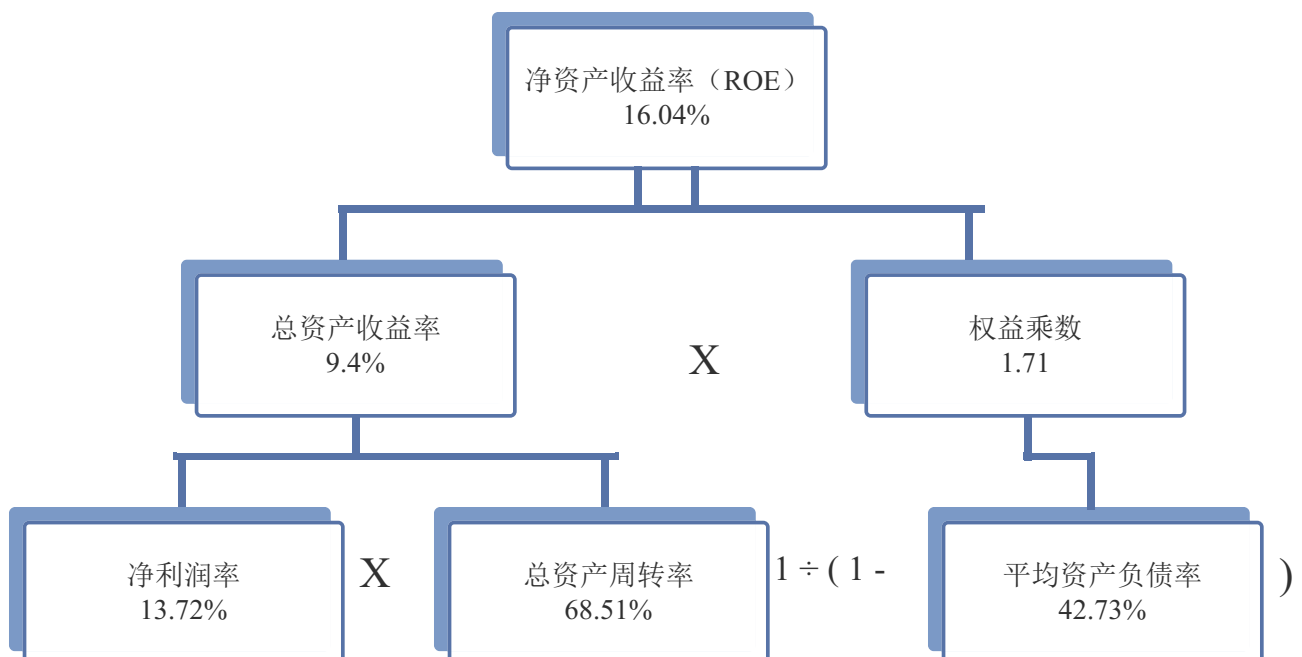 净资产收益率（ROE）
16.04%
总资产收益率
9.4%
X
权益乘数
1.71
净利润率
13.72%
X
总资产周转率
68.51%
1 ÷ ( 1 -
平均资产负债率
42.73%
)